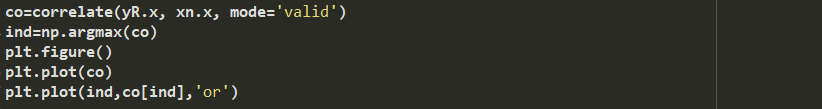 co=correlate(yR.x, xn.x, mode='valid')
ind=np.argmax(co)
plt.figure()
plt.plot(co)
plt.plot(ind,co[ind],'or')